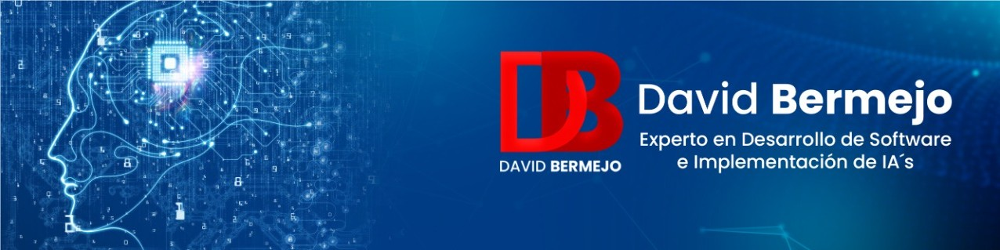 DB
DAVID BERMEJO
David Bermejo
Experto en Desarrollo de Software
e Implementación de IA´s